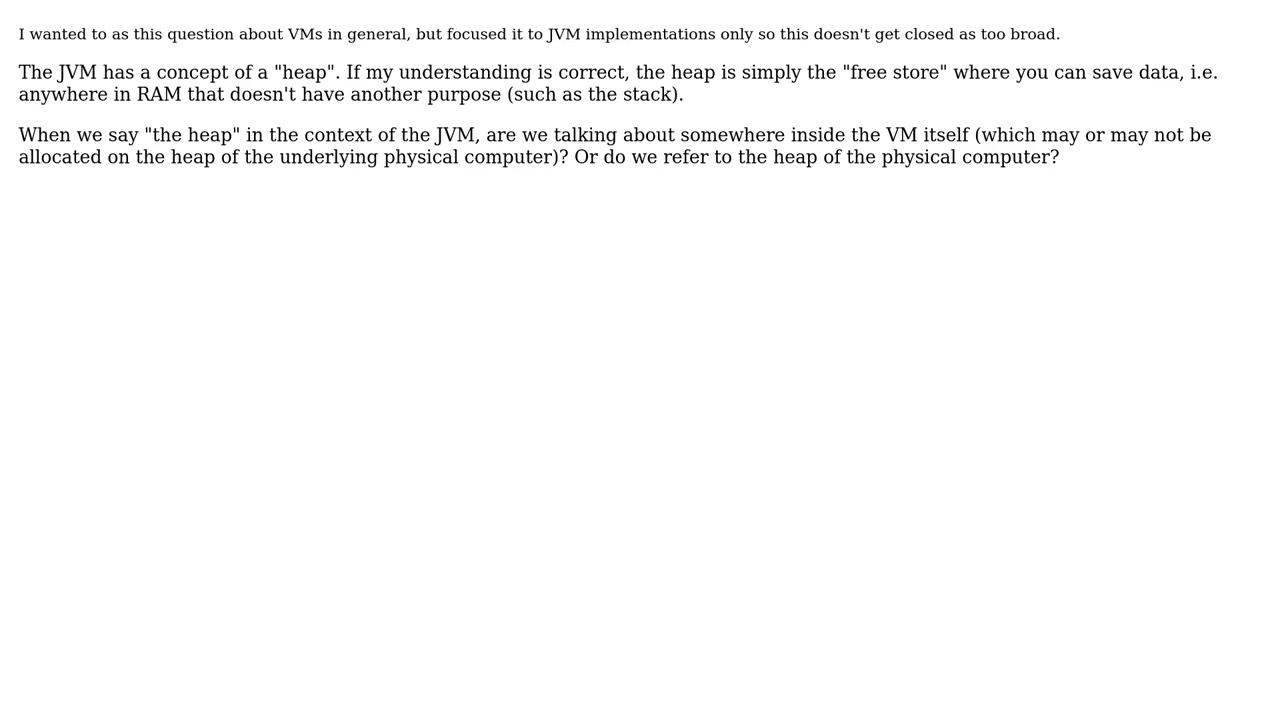 I wanted to as this question about VMs in general, but focused it to JVM implementations only so this doesn't get closed as too broad.
The JVM has a concept of a "heap". If my understanding is correct, the heap is simply the "free store" where you can save data, i.e.
anywhere in RAM that doesn't have another purpose (such as the stack).
When we say "the heap" in the context of the JVM, are we talking about somewhere inside the VM itself (which may or may not be
allocated on the heap of the underlying physical computer)? Or do we refer to the heap of the physical computer?